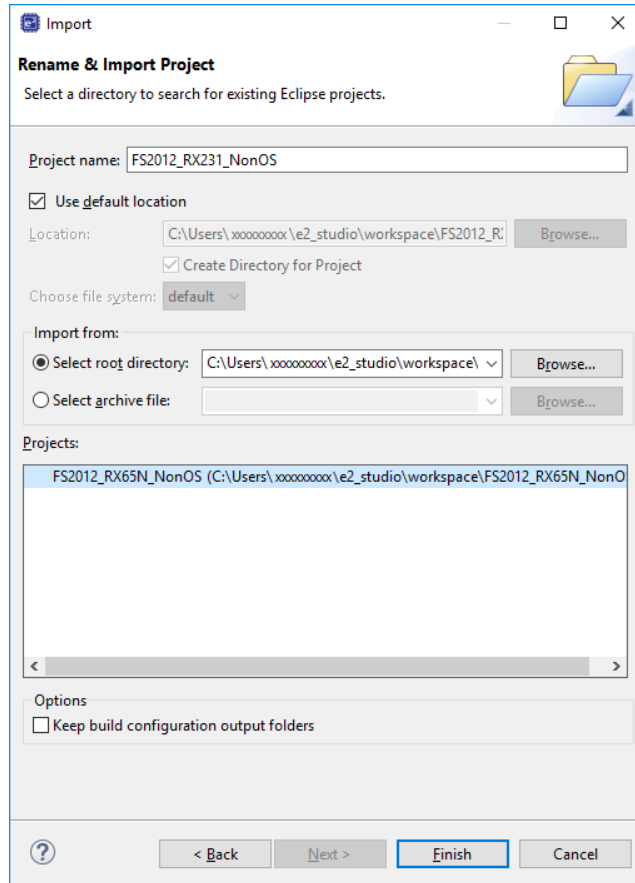 Import
Rename & Import Project
Select a directory to search for existing Eclipse projects.
Project name: FS2012_RX231_NonOS
Use default location
Location: C:\Users\ xxxxxxxx \e2_studio\workspace\FS2012_R Browse...
Create Directory for Project
Choose file system: default
Import from:
Select root directory: C:\Users\ xxxxxxxxx\e2_studio\workspace\ Browse...
Select archive file: Browse...
Projects:
FS2012_RX65N_NonOS (C:\Users\ xxxxxxxxx \e2_studio\workspace\FS2012_RX65N_NonO
Options
Keep build configuration output folders
? < Back Next > Finish Cancel